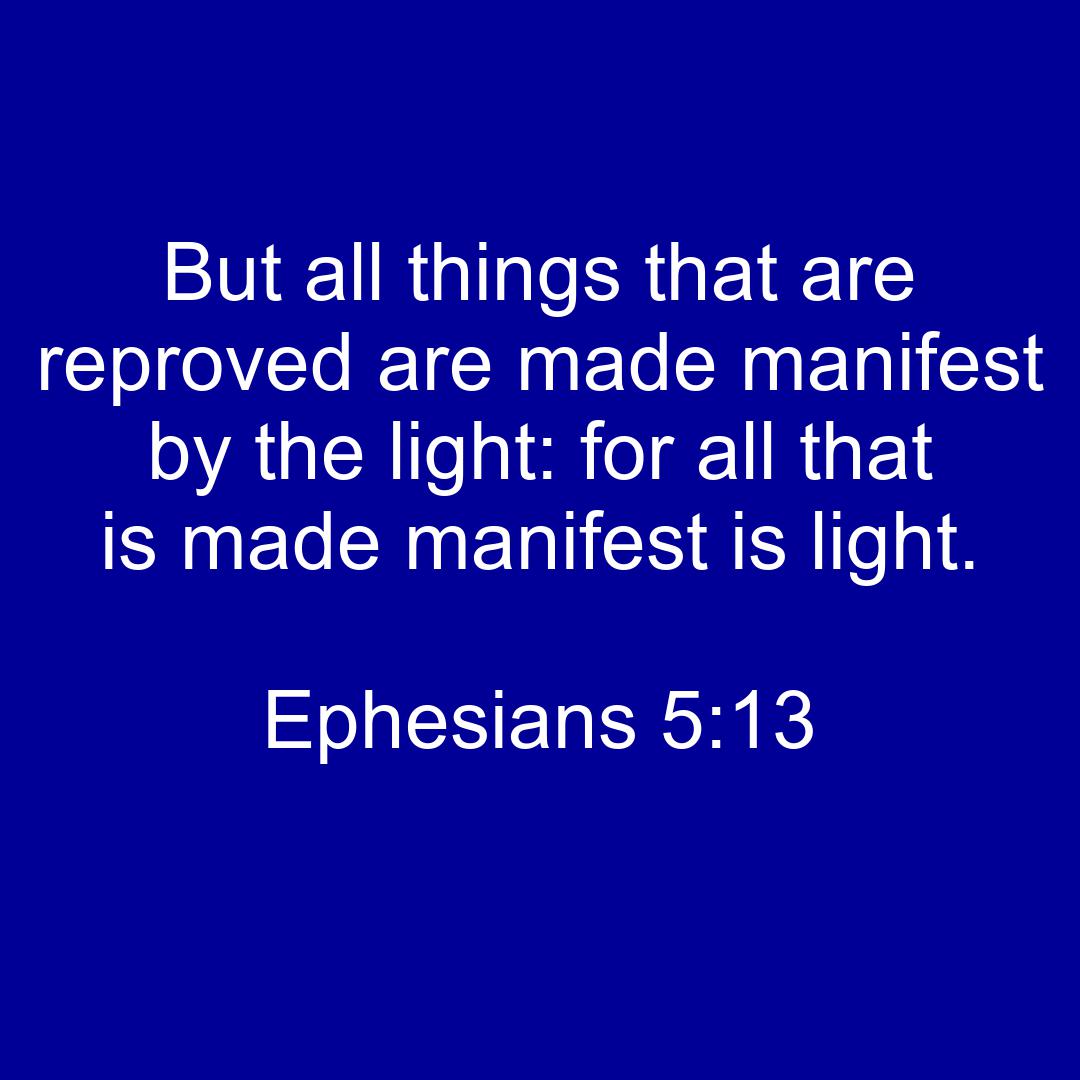 But all things that are
reproved are made manifest
by the light: for all that
is made manifest is light.
Ephesians 5:13